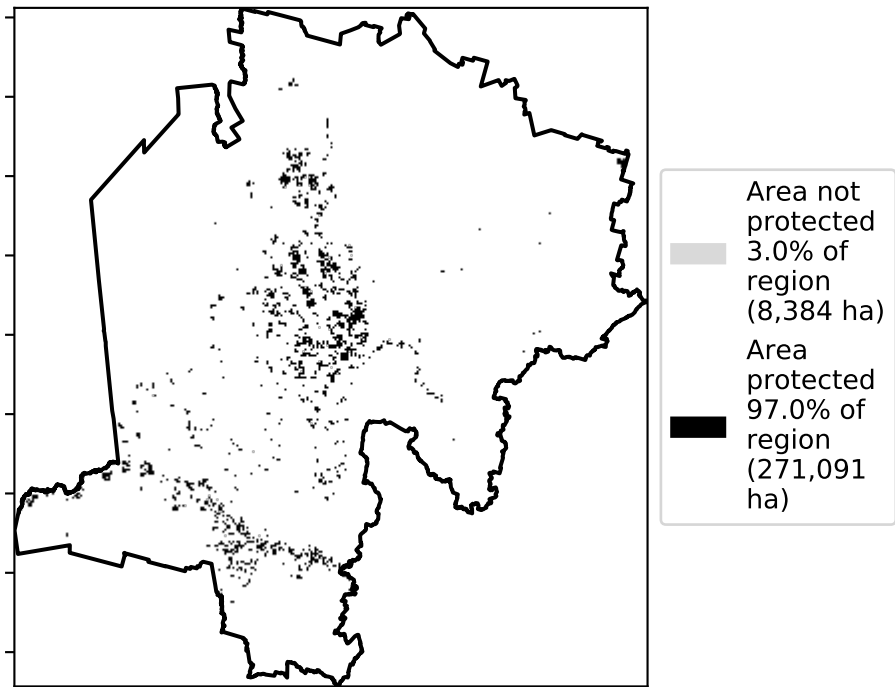 Area not
protected
3.0% of
region
(8,384 ha)
Area
protected
97.0% of
region
(271,091
ha)